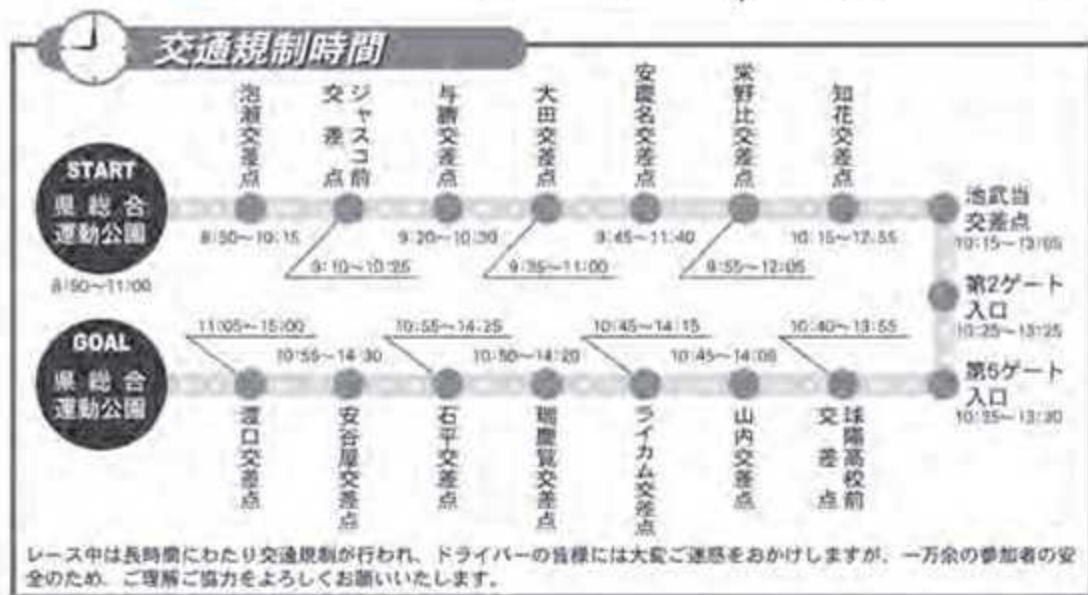 交通規制時間
START
県総合
運動公園
8:50~11:00
泡瀬交差点
8:50~10:15
ジャスコ前
交差点
9:10~10:25
与勝交差点
9:20~10:30
大田交差点
9:35~11:00
安慶名交差点
9:45~11:40
栄野比交差点
9:55~12:05
知花交差点
10:15~12:55
池武当
交差点
10:15~13:05
第2ゲート
入口
10:25~13:25
第5ゲート
入口
10:35~13:30
球陽高校前
交差点
10:40~13:55
山内交差点
10:45~14:05
ライカム交差点
10:45~14:15
瑞慶覧交差点
10:50~14:20
石平交差点
10:55~14:25
安谷屋交差点
10:55~14:30
渡口交差点
11:05~15:00
GOAL
県総合
運動公園
レース中は長時間にわたり交通規制が行われ、ドライバーの皆様には大変ご迷惑をおかけしますが、一万余の参加者の安
全のため、ご理解ご協力をよろしくお願いいたします。